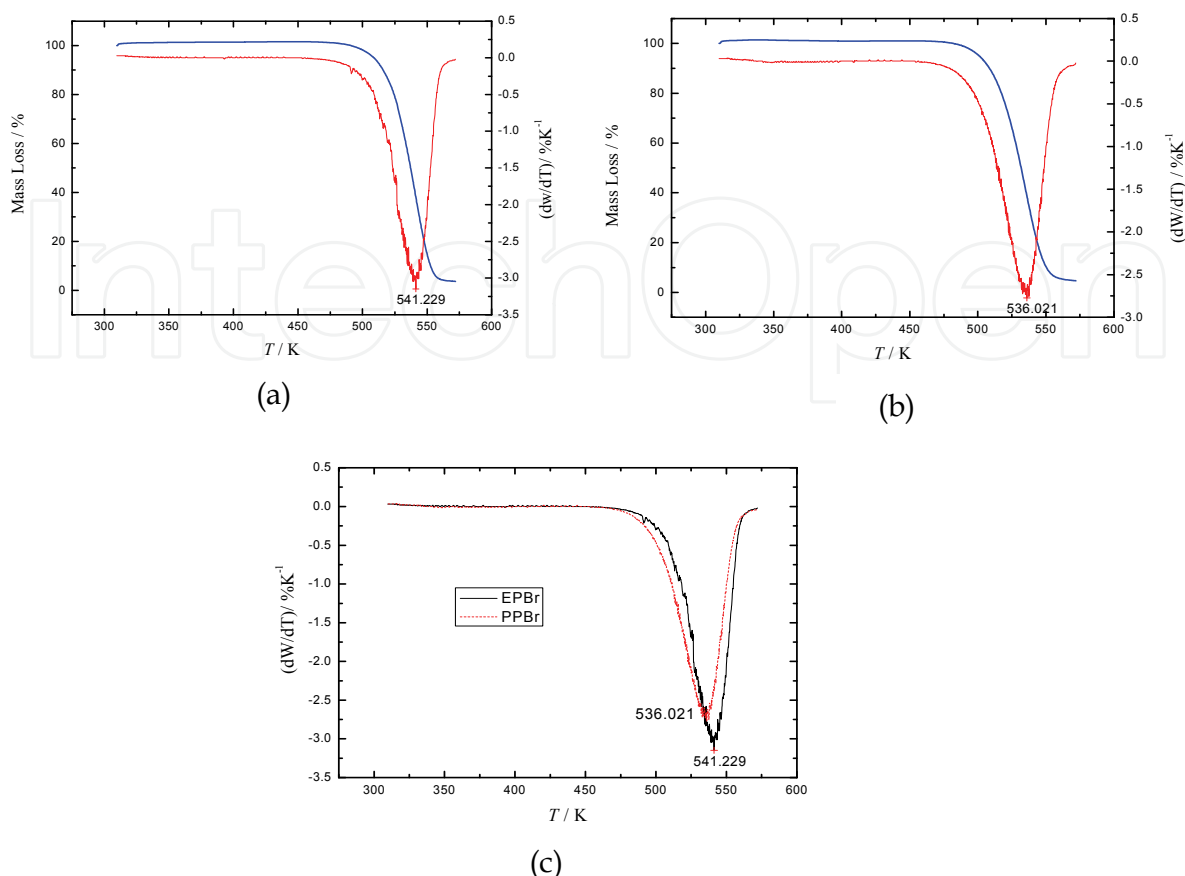 Mass Loss / %
100
80
60
40
20
0
0.5
0.0
-0.5
-1.0
-1.5
-2.0
-2.5
-3.0
-3.5
(dw/dT)/ %K-1
541.229
300 350 400 450 500 550 600
T / K
(a)
Mass Loss / %
100
80
60
40
20
0
0.5
0.0
-0.5
-1.0
-1.5
-2.0
-2.5
-3.0
(dW/dT) / %K-1
536.021
300 350 400 450 500 550 600
T / K
(b)
IntechOpen
(dW/dT)/ %K-1
0.5
0.0
-0.5
-1.0
-1.5
-2.0
-2.5
-3.0
-3.5
EPBr
PPBr
536.021
541.229
300 350 400 450 500 550 600
T / K
(c)